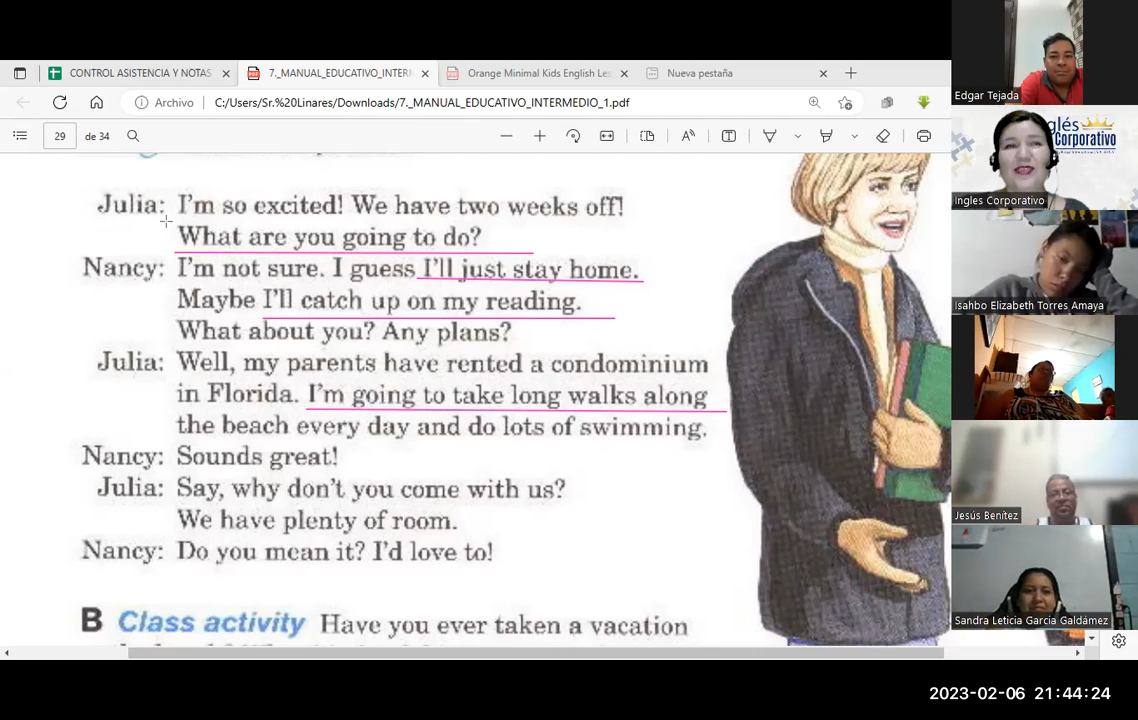 CONTROL ASISTENCIA Y NOTAS
7._MANUAL_EDUCATIVO_INTERM
Orange Minimal Kids English Les
Nueva pestaña
Archivo
C:/Users/Sr.%20Linares/Downloads/7._MANUAL_EDUCATIVO_INTERMEDIO_1.pdf
29
de 34
Julia: I'm so excited! We have two weeks off!
What are you going to do?
Nancy: I'm not sure. I guess I'll just stay home.
Maybe I'll catch up on my reading.
What about you? Any plans?
Julia: Well, my parents have rented a condominium
in Florida. I'm going to take long walks along
the beach every day and do lots of swimming.
Nancy: Sounds great!
Julia: Say, why don't you come with us?
We have plenty of room.
Nancy: Do you mean it? I'd love to!
B Class activity Have you ever taken a vacation
Edgar Tejada
glés
Corporativo
Ingles Corporativo
Isahbo Elizabeth Torres Amaya
Jesús Benítez
Sandra Leticia Garcia Galdámez
2023-02-06 21:44:24